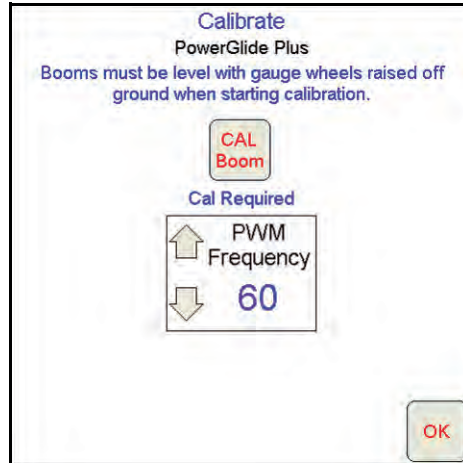 Calibrate
PowerGlide Plus
Booms must be level with gauge wheels raised off
ground when starting calibration.
CAL
Boom
Cal Required
PWM
Frequency
60
OK